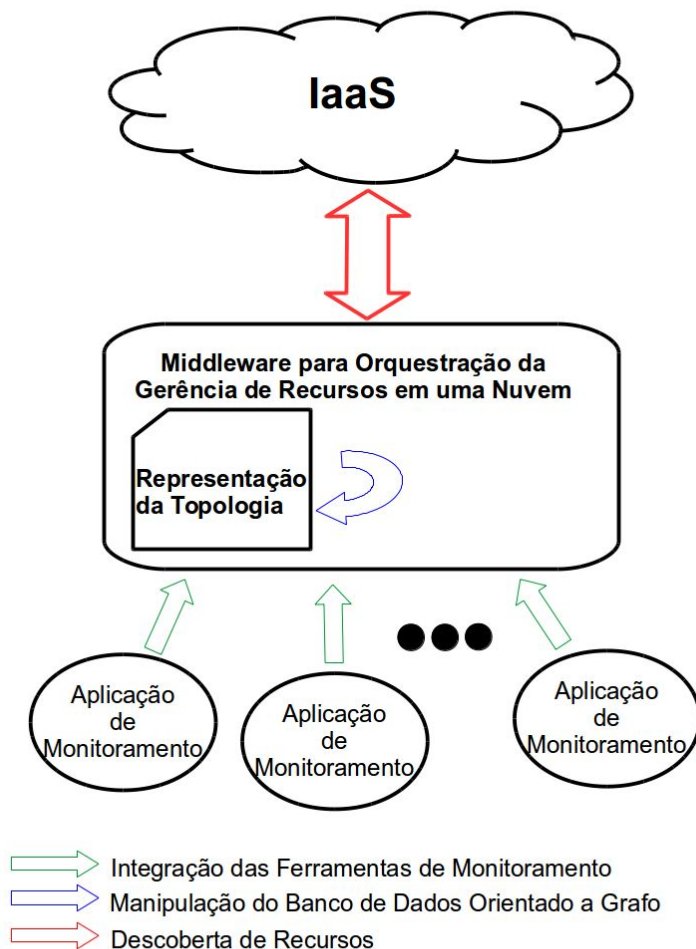 IaaS
Middleware para Orquestração da
Gerência de Recursos em uma Nuvem
Representação
da Topologia
Aplicação
de
Monitoramento
Aplicação
de
Monitoramento
Aplicação
de
Monitoramento
Integração das Ferramentas de Monitoramento
Manipulação do Banco de Dados Orientado a Grafo
Descoberta de Recursos